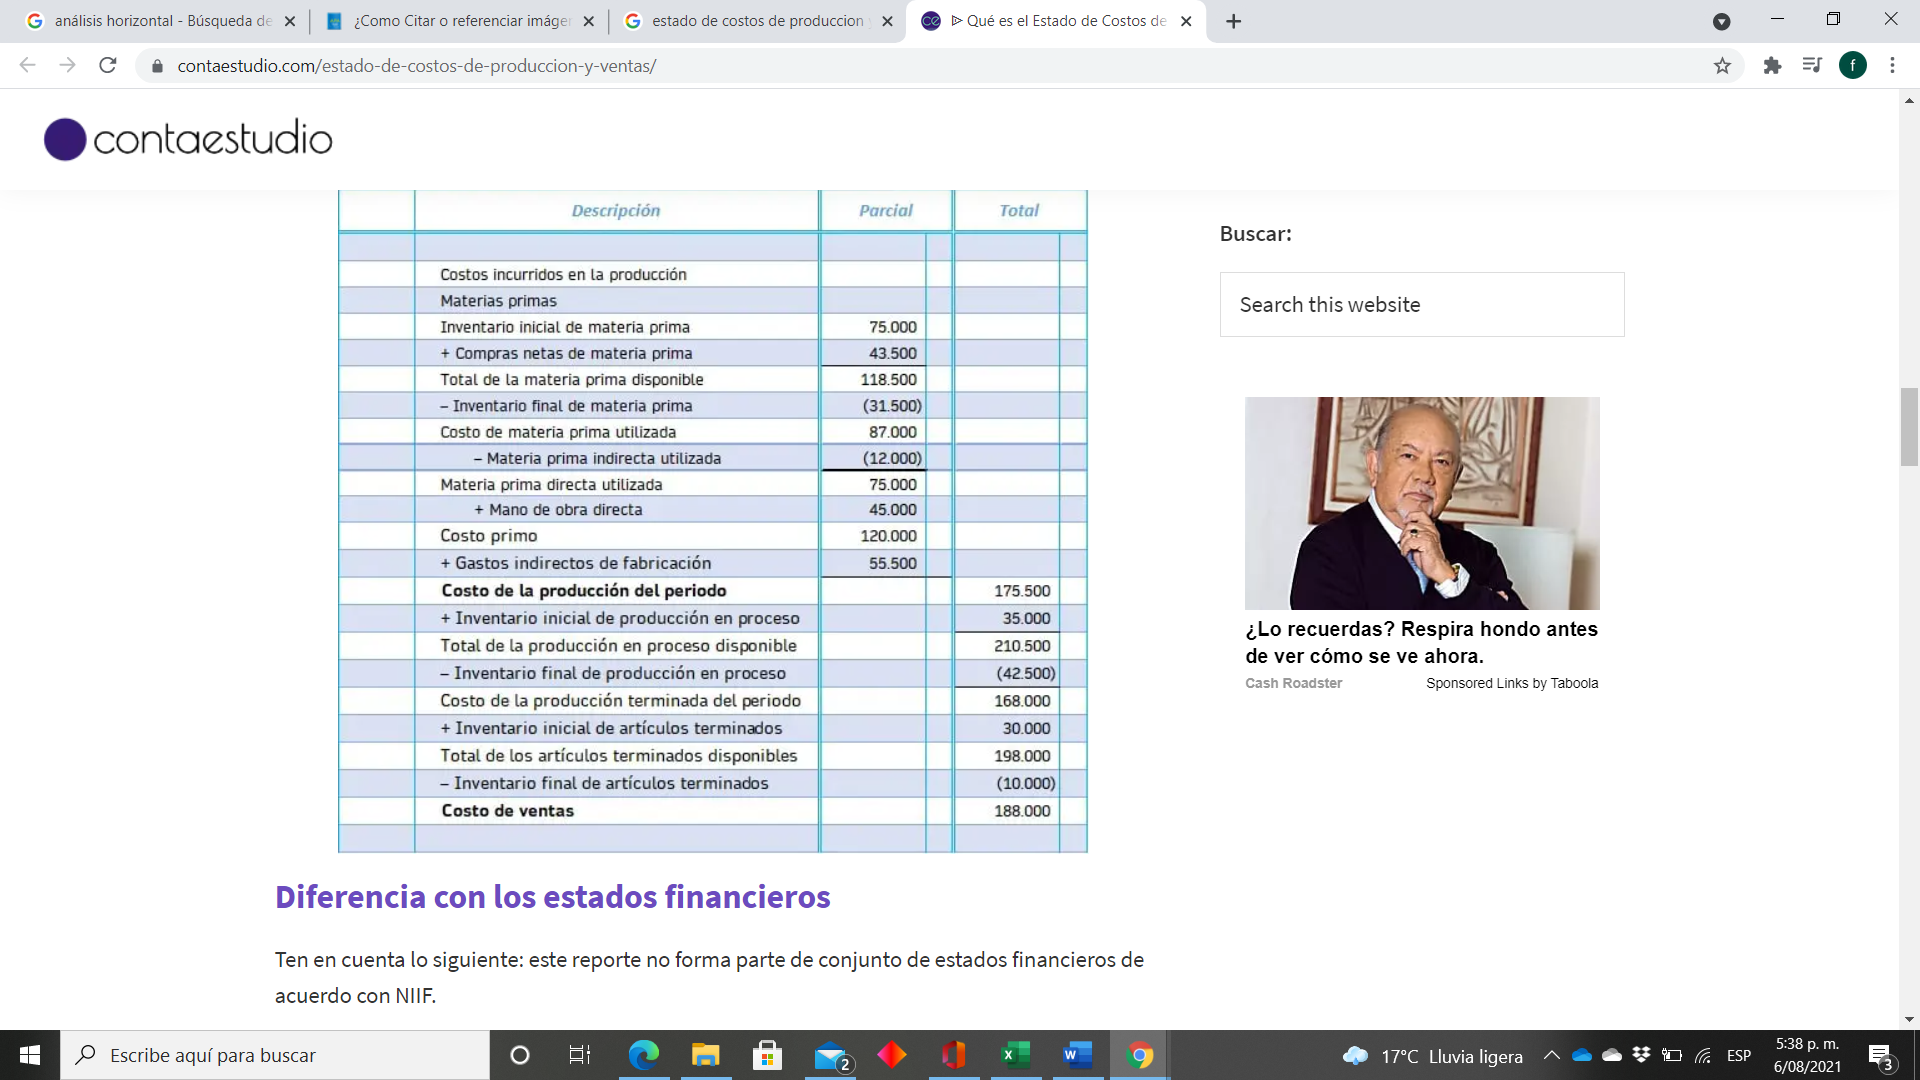 análisis horizontal - Búsqueda de
¿Como Citar o referenciar imáge
estado de costos de produccion y
ᐈ Qué es el Estado de Costos de
contaestudio.com/estado-de-costos-de-produccion-y-ventas/
f
contaestudio
Descripción Parcial Total
Costos incurridos en la producción
Materias primas
Inventario inicial de materia prima 75.000
+ Compras netas de materia prima 43.500
Total de la materia prima disponible 118.500
– Inventario final de materia prima (31.500)
Costo de materia prima utilizada 87.000
– Materia prima indirecta utilizada (12.000)
Materia prima directa utilizada 75.000
+ Mano de obra directa 45.000
Costo primo 120.000
+ Gastos indirectos de fabricación 55.500
Costo de la producción del periodo 175.500
+ Inventario inicial de producción en proceso 35.000
Total de la producción en proceso disponible 210.500
– Inventario final de producción en proceso (42.500)
Costo de la producción terminada del periodo 168.000
+ Inventario inicial de artículos terminados 30.000
Total de los artículos terminados disponibles 198.000
– Inventario final de artículos terminados (10.000)
Costo de ventas 188.000
Diferencia con los estados financieros
Ten en cuenta lo siguiente: este reporte no forma parte de conjunto de estados financieros de
acuerdo con NIIF.
Buscar:
Search this website
¿Lo recuerdas? Respira hondo antes
de ver cómo se ve ahora.
Cash Roadster Sponsored Links by Taboola
Escribe aquí para buscar
2
17°C Lluvia ligera
ESP
5:38 p. m.
6/08/2021
3